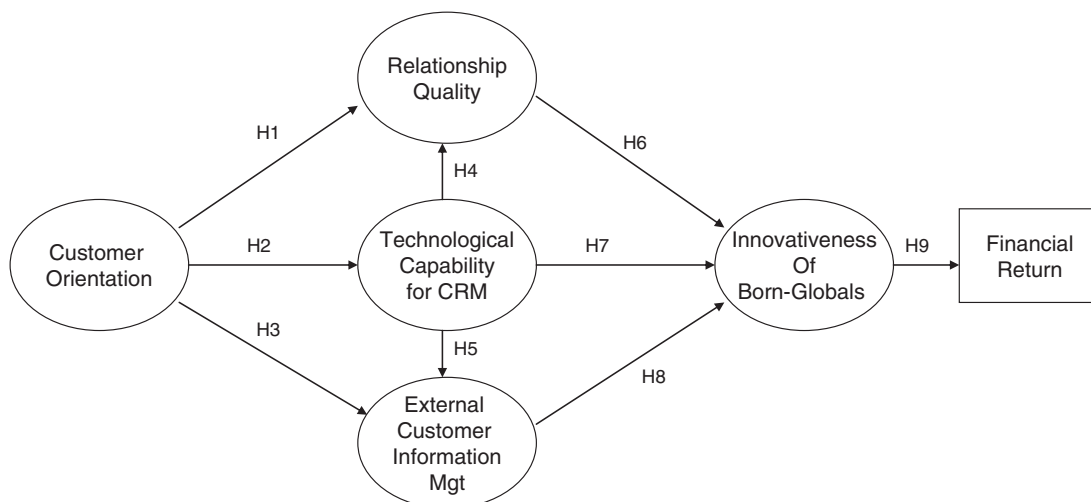 Relationship
Quality
H1
H6
H4
Customer
Orientation
H2
Technological
Capability
for CRM
H7
Innovativeness
Of
Born-Globals
H9
Financial
Return
H3
H5
H8
External
Customer
Information
Mgt